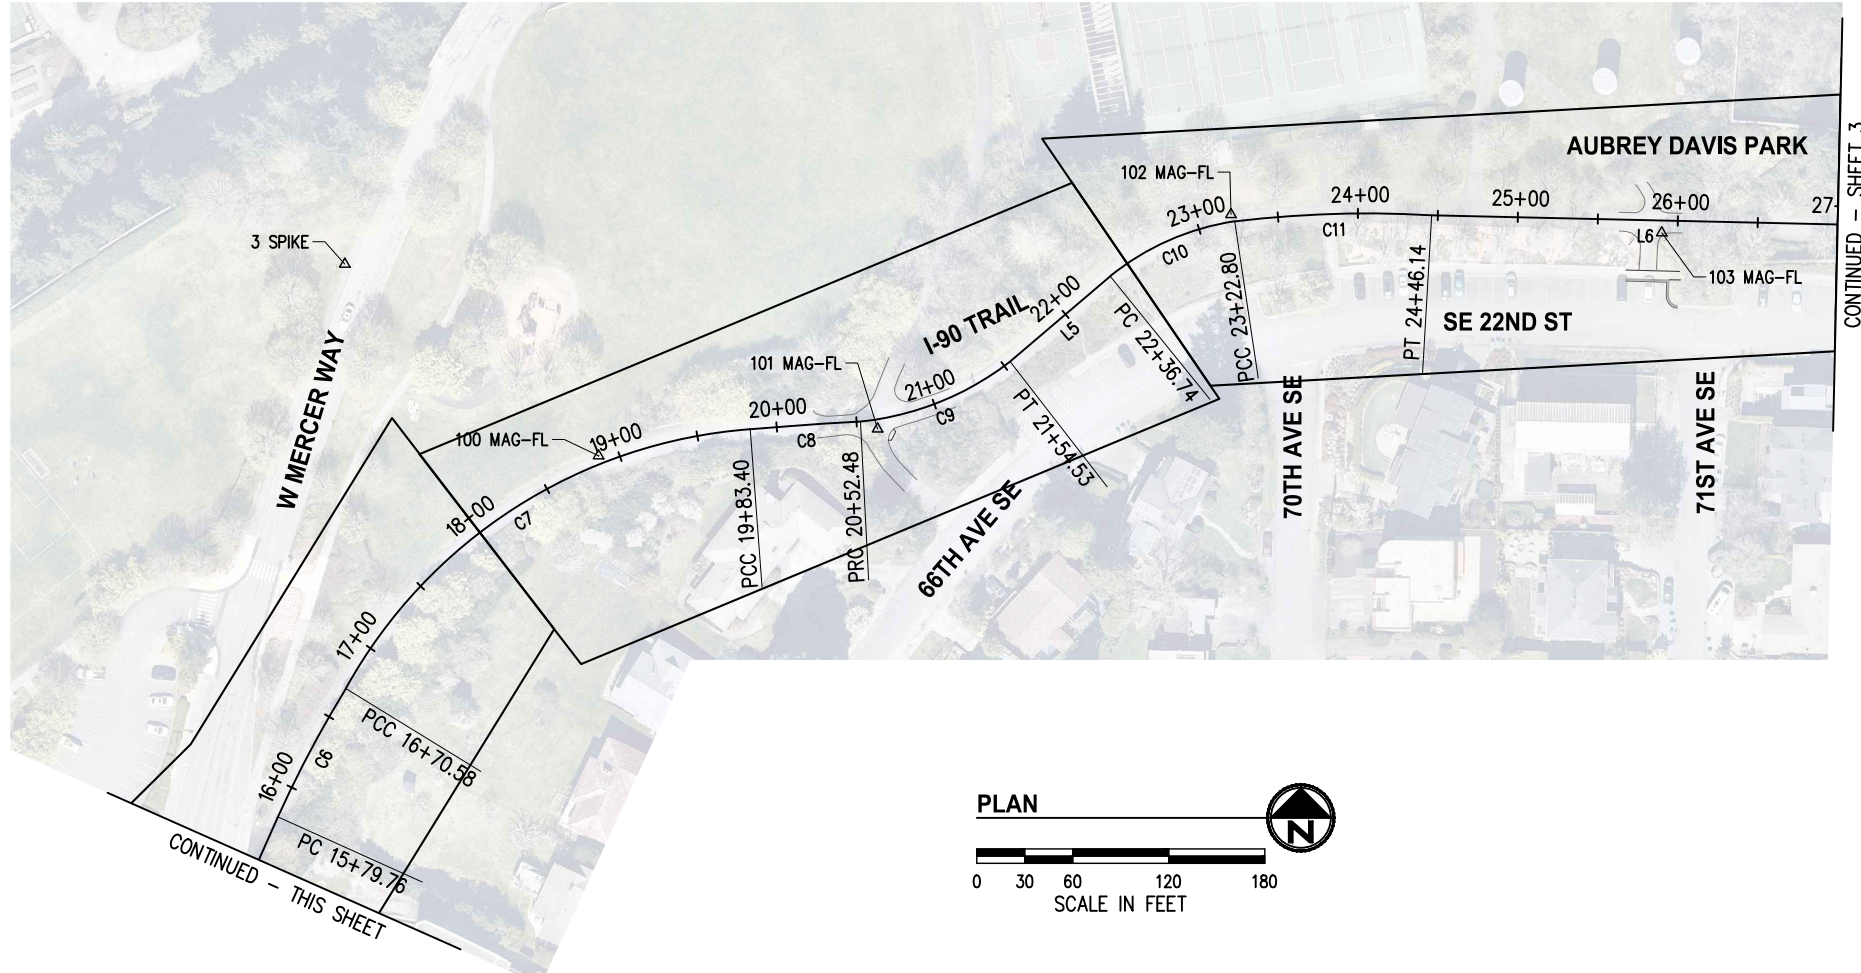 AUBREY DAVIS PARK
CONTINUED - SHEET 3
102 MAG-FL
24+00
25+00
26+00
27
23+00
C10
C11
L6
103 MAG-FL
3 SPIKE
PCC 23+22.80
PT 24+46.14
SE 22ND ST
22+00
I-90 TRAIL
L5
PC 22+36.74
W MERCER WAY
101 MAG-FL
21+00
C9
PT 21+54.53
70TH AVE SE
71ST AVE SE
100 MAG-FL
19+00
20+00
C8
18+00
C7
PCC 19+83.40
PRC 20+52.48
66TH AVE SE
17+00
PCC 16+70.58
16+00
C6
PC 15+79.76
CONTINUED - THIS SHEET
PLAN
N
0 30 60 120 180
SCALE IN FEET